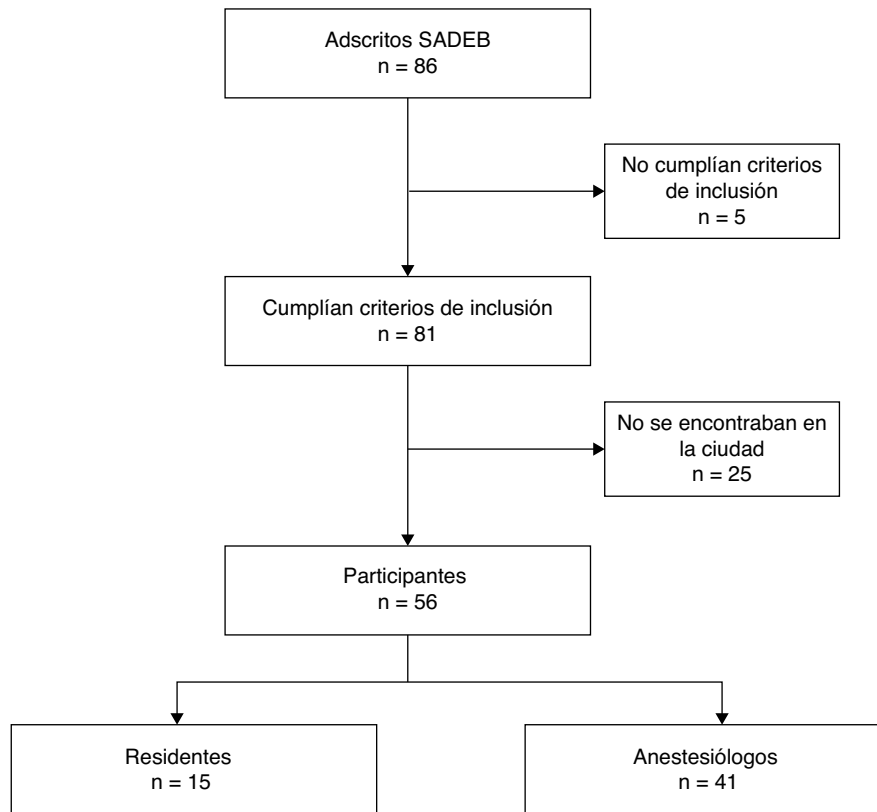 Adscritos SADEB
n = 86
No cumplían criterios
de inclusión
n = 5
Cumplían criterios de inclusión
n = 81
No se encontraban en
la ciudad
n = 25
Participantes
n = 56
Residentes
n = 15
Anestesiólogos
n = 41